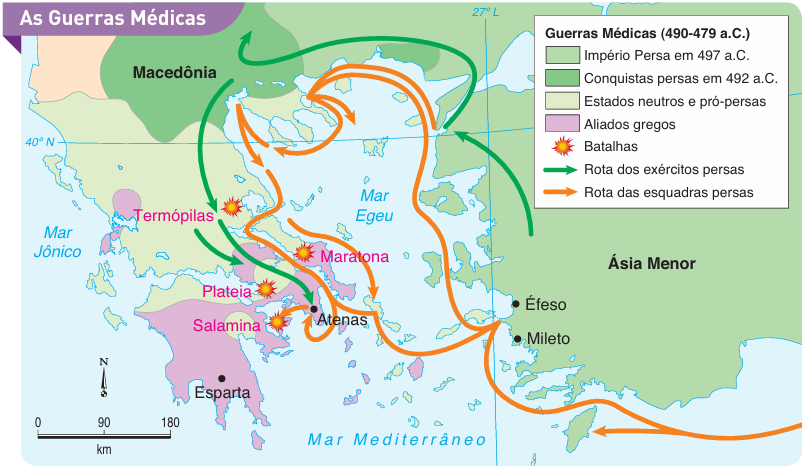 As Guerras Médicas
27º L
Guerras Médicas (490-479 a.C.)
Império Persa em 497 a.C.
Conquistas persas em 492 a.C.
Estados neutros e pró-persas
Aliados gregos
Batalhas
Rota dos exércitos persas
Rota das esquadras persas
Macedônia
40º N
Mar
Egeu
Termópilas
Mar
Jônico
Maratona
Ásia Menor
Plateia
Salamina
Atenas
Éfeso
Mileto
N
Esparta
0 90 180
km
Mar Mediterrâneo